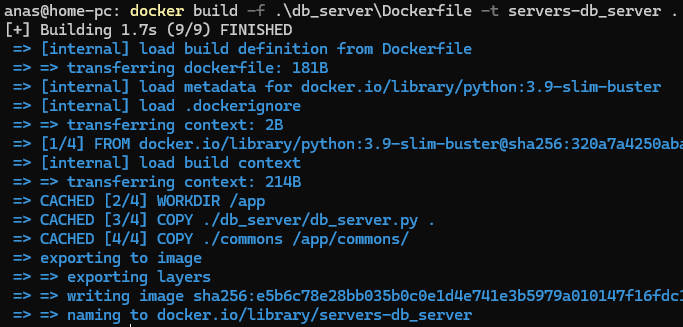 anas@home-pc: docker build -f .\db_server\Dockerfile -t servers-db_server .
[+] Building 1.7s (9/9) FINISHED
=> [internal] load build definition from Dockerfile
=> => transferring dockerfile: 181B
=> [internal] load metadata for docker.io/library/python:3.9-slim-buster
=> [internal] load .dockerignore
=> => transferring context: 2B
=> [1/4] FROM docker.io/library/python:3.9-slim-buster@sha256:320a7a4250aba
=> [internal] load build context
=> => transferring context: 214B
=> CACHED [2/4] WORKDIR /app
=> CACHED [3/4] COPY ./db_server/db_server.py .
=> CACHED [4/4] COPY ./commons /app/commons/
=> exporting to image
=> => exporting layers
=> => writing image sha256:e5b6c78e28bb035b0c0e1d4e741e3b5979a010147f16fdc1
=> => naming to docker.io/library/servers-db_server